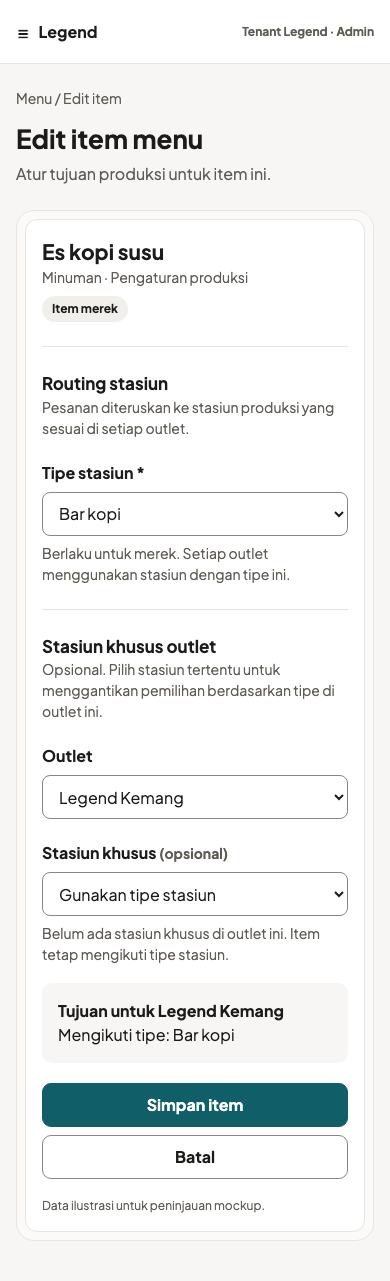 ≡ Legend
Tenant Legend · Admin
Menu / Edit item
Edit item menu
Atur tujuan produksi untuk item ini.
Es kopi susu
Minuman · Pengaturan produksi
Item merek
Routing stasiun
Pesanan diteruskan ke stasiun produksi yang
sesuai di setiap outlet.
Tipe stasiun *
Bar kopi
Berlaku untuk merek. Setiap outlet
menggunakan stasiun dengan tipe ini.
Stasiun khusus outlet
Opsional. Pilih stasiun tertentu untuk
menggantikan pemilihan berdasarkan tipe di
outlet ini.
Outlet
Legend Kemang
Stasiun khusus (opsional)
Gunakan tipe stasiun
Belum ada stasiun khusus di outlet ini. Item
tetap mengikuti tipe stasiun.
Tujuan untuk Legend Kemang
Mengikuti tipe: Bar kopi
Simpan item
Batal
Data ilustrasi untuk peninjauan mockup.